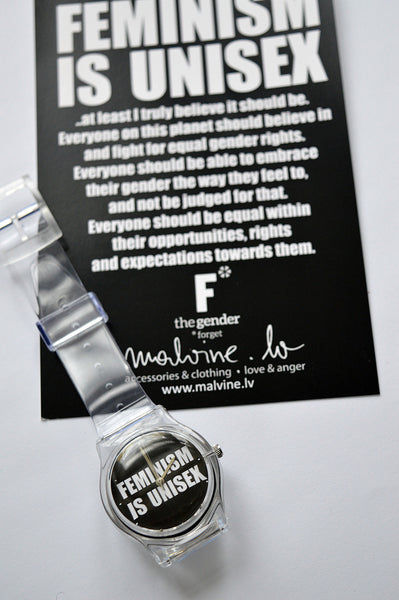 FEMINISM
IS UNISEX
..at least I truly believe it should be.
Everyone on this planet should believe in
and fight for equal gender rights.
Everyone should be able to embrace
their gender the way they feel to,
and not be judged for that.
Everyone should be equal within
their opportunities, rights
and expectations towards them.
F*
the gender
*forget
malvine.lv
accessories & clothing • love & anger
www.malvine.lv
FEMINISM
IS UNISEX